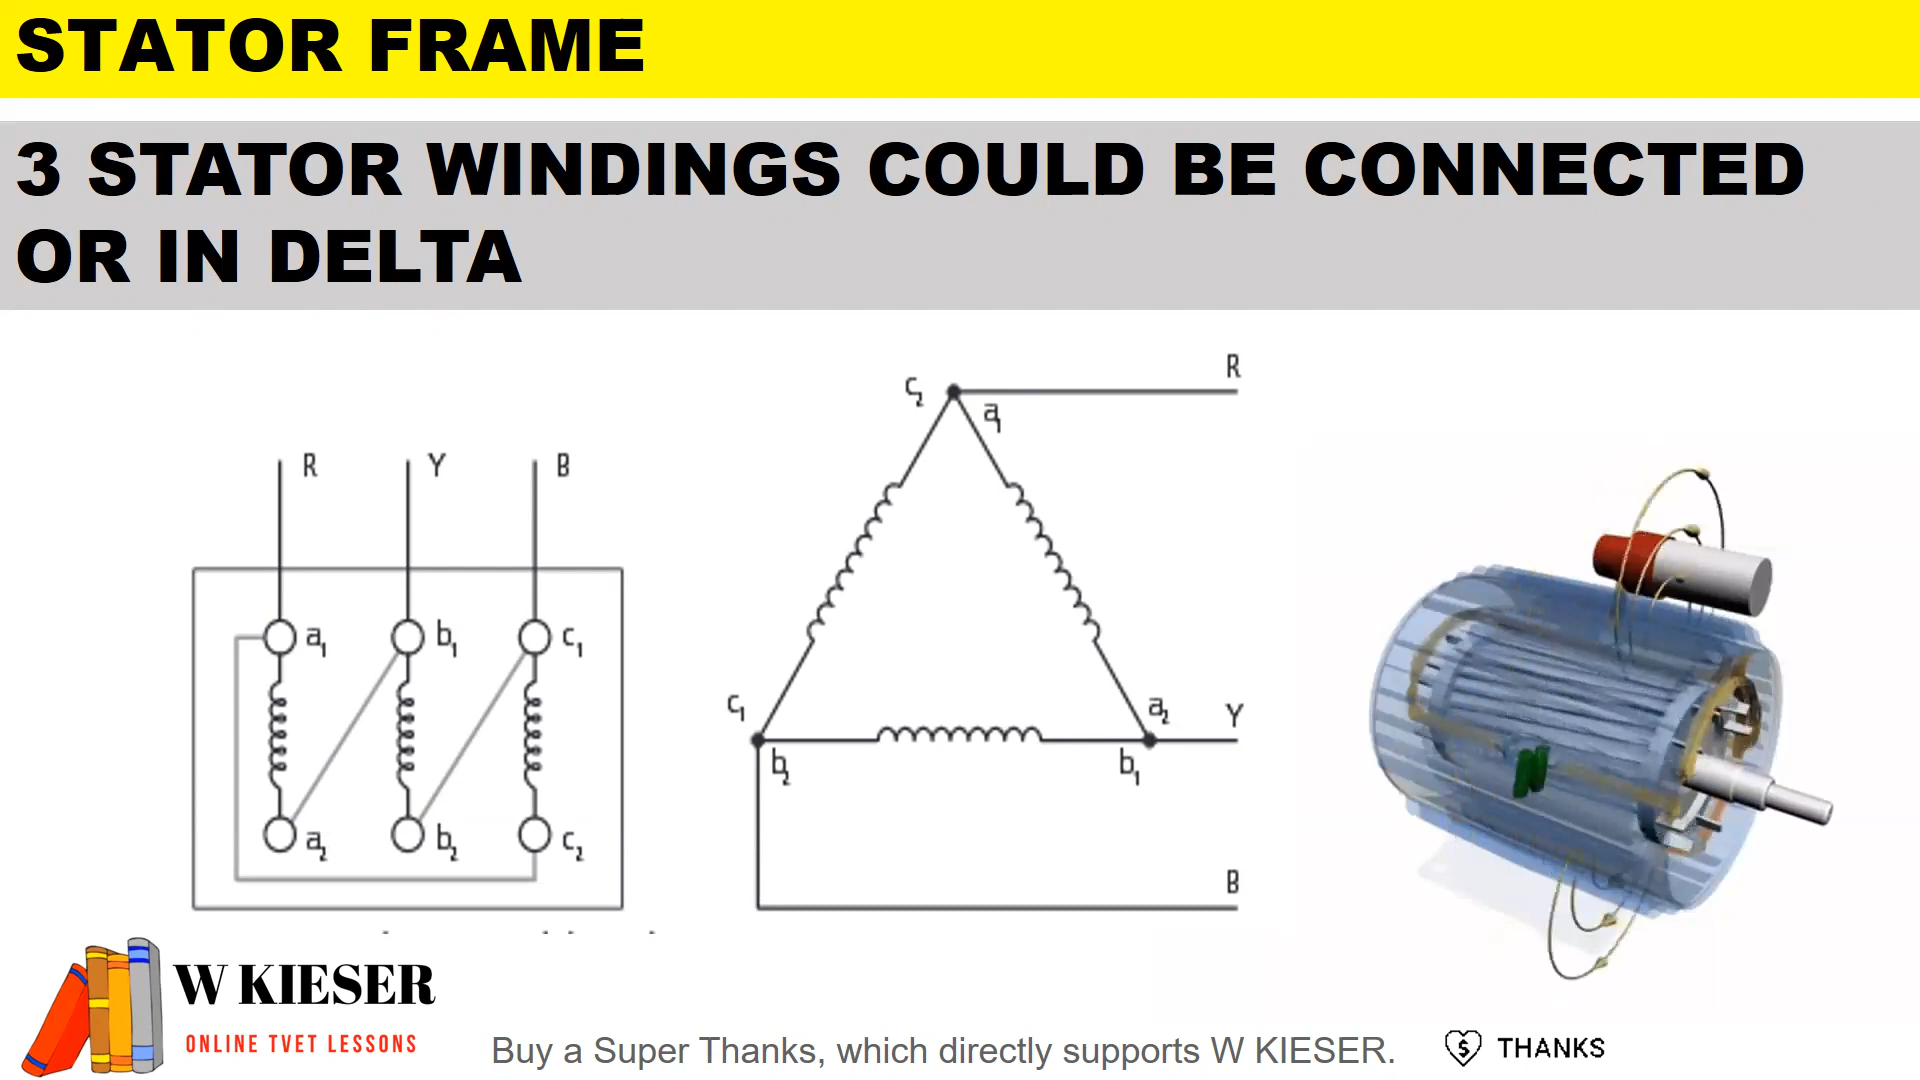 STATOR FRAME
3 STATOR WINDINGS COULD BE CONNECTED
OR IN DELTA
R Y B
a1 b1 c1
a2 b2 c2
R
c2
a1
c1
a2
Y
b2
b1
B
W KIESER
ONLINE TVET LESSONS
Buy a Super Thanks, which directly supports W KIESER.
$ THANKS